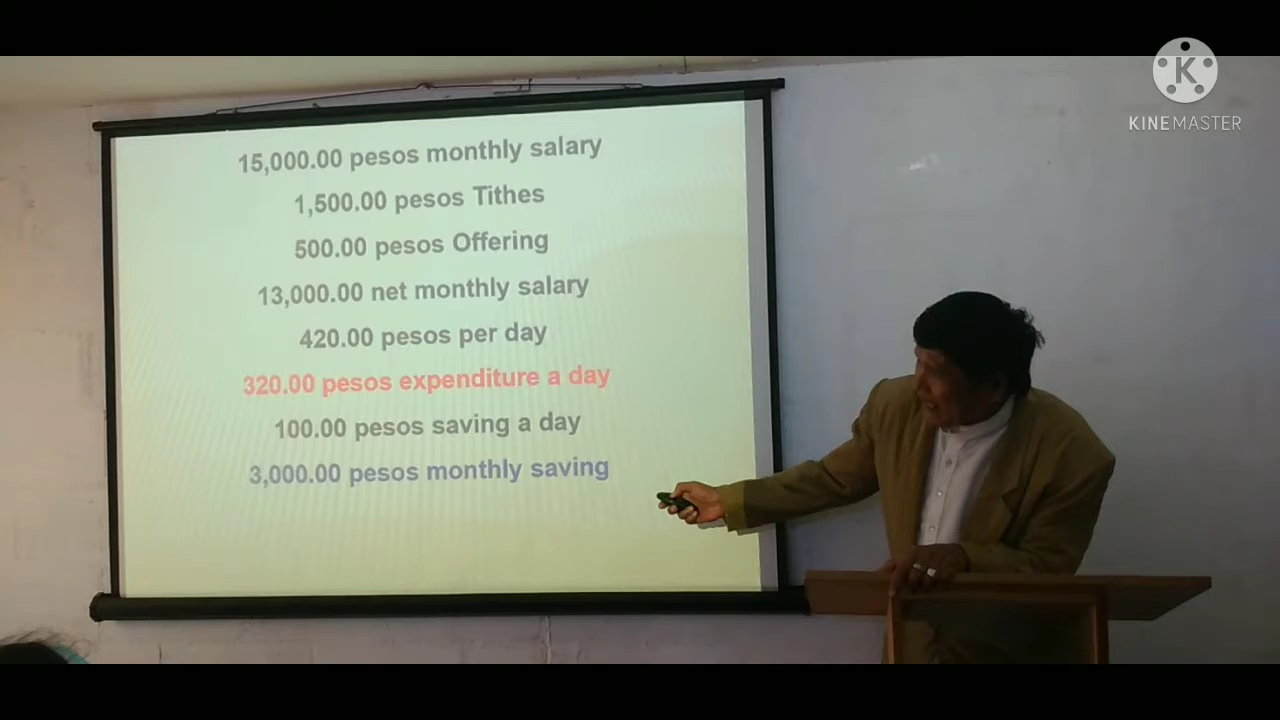 15,000.00 pesos monthly salary
1,500.00 pesos Tithes
500.00 pesos Offering
13,000.00 net monthly salary
420.00 pesos per day
320.00 pesos expenditure a day
100.00 pesos saving a day
3,000.00 pesos monthly saving
K
KINEMASTER